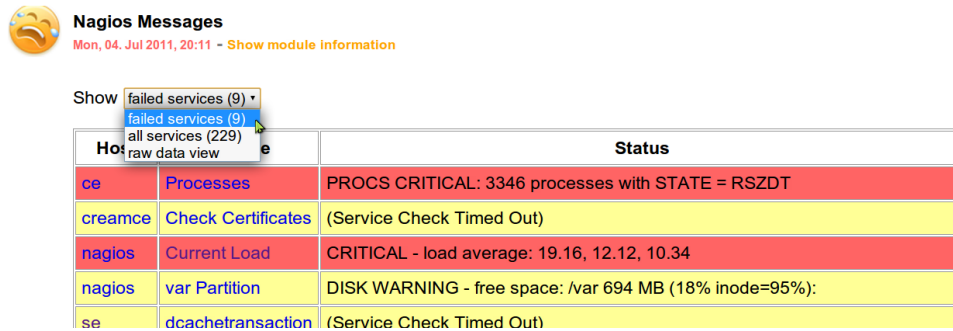 Nagios Messages
Mon, 04. Jul 2011, 20:11 - Show module information
Show failed services (9)
failed services (9)
all services (229)
raw data view
Status
ce Processes PROCS CRITICAL: 3346 processes with STATE = RSZDT
creamce Check Certificates (Service Check Timed Out)
nagios Current Load CRITICAL - load average: 19.16, 12.12, 10.34
nagios var Partition DISK WARNING - free space: /var 694 MB (18% inode=95%):
se dcachetransaction (Service Check Timed Out)